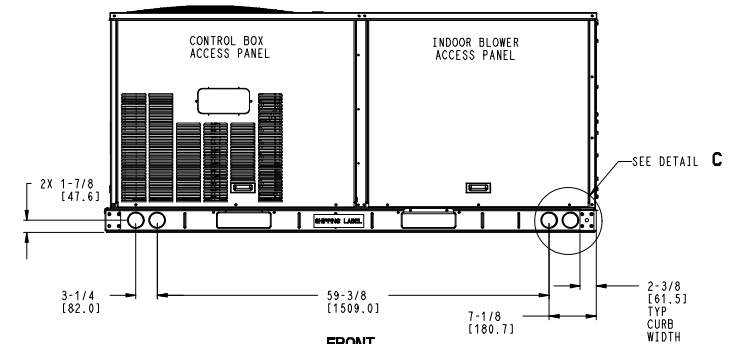 CONTROL BOX
ACCESS PANEL
INDOOR BLOWER
ACCESS PANEL
SEE DETAIL C
2X 1-7/8
[47.6]
SHIPPING LABEL
3-1/4
[82.0]
59-3/8
[1509.0]
7-1/8
[180.7]
2-3/8
[61.5]
TYP
CURB
WIDTH
FRONT